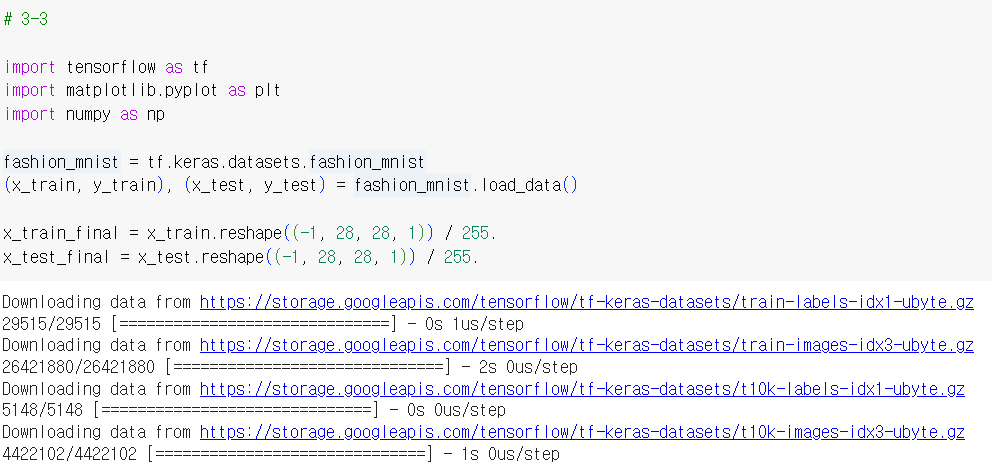 # 3-3
import tensorflow as tf
import matplotlib.pyplot as plt
import numpy as np
fashion_mnist = tf.keras.datasets.fashion_mnist
(x_train, y_train), (x_test, y_test) = fashion_mnist.load_data()
x_train_final = x_train.reshape((-1, 28, 28, 1)) / 255.
x_test_final = x_test.reshape((-1, 28, 28, 1)) / 255.
Downloading data from https://storage.googleapis.com/tensorflow/tf-keras-datasets/train-labels-idx1-ubyte.gz
29515/29515 [==============================] - 0s 1us/step
Downloading data from https://storage.googleapis.com/tensorflow/tf-keras-datasets/train-images-idx3-ubyte.gz
26421880/26421880 [==============================] - 2s 0us/step
Downloading data from https://storage.googleapis.com/tensorflow/tf-keras-datasets/t10k-labels-idx1-ubyte.gz
5148/5148 [==============================] - 0s 0us/step
Downloading data from https://storage.googleapis.com/tensorflow/tf-keras-datasets/t10k-images-idx3-ubyte.gz
4422102/4422102 [==============================] - 1s 0us/step